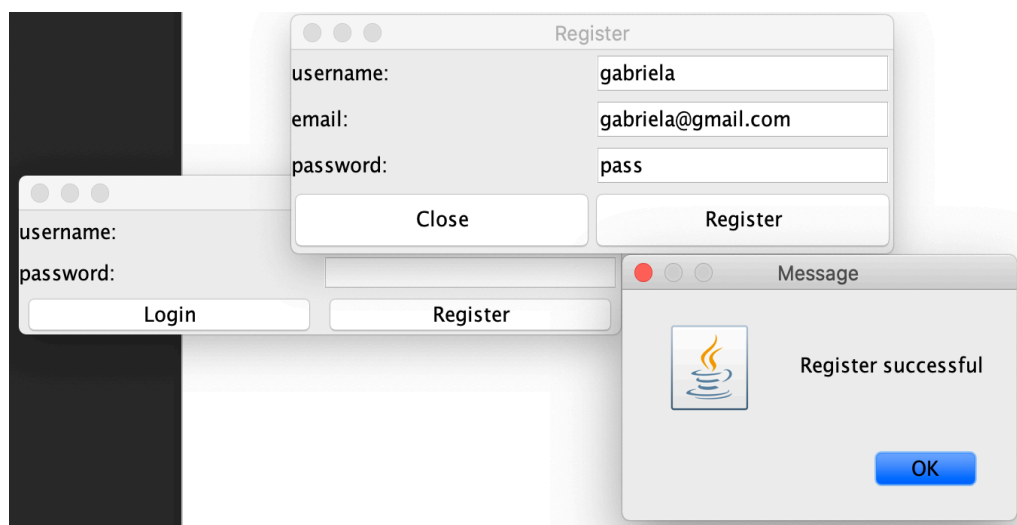 Register
username: gabriela
email: gabriela@gmail.com
password: pass
Close Register
username:
password:
Login Register
Message
Register successful
OK